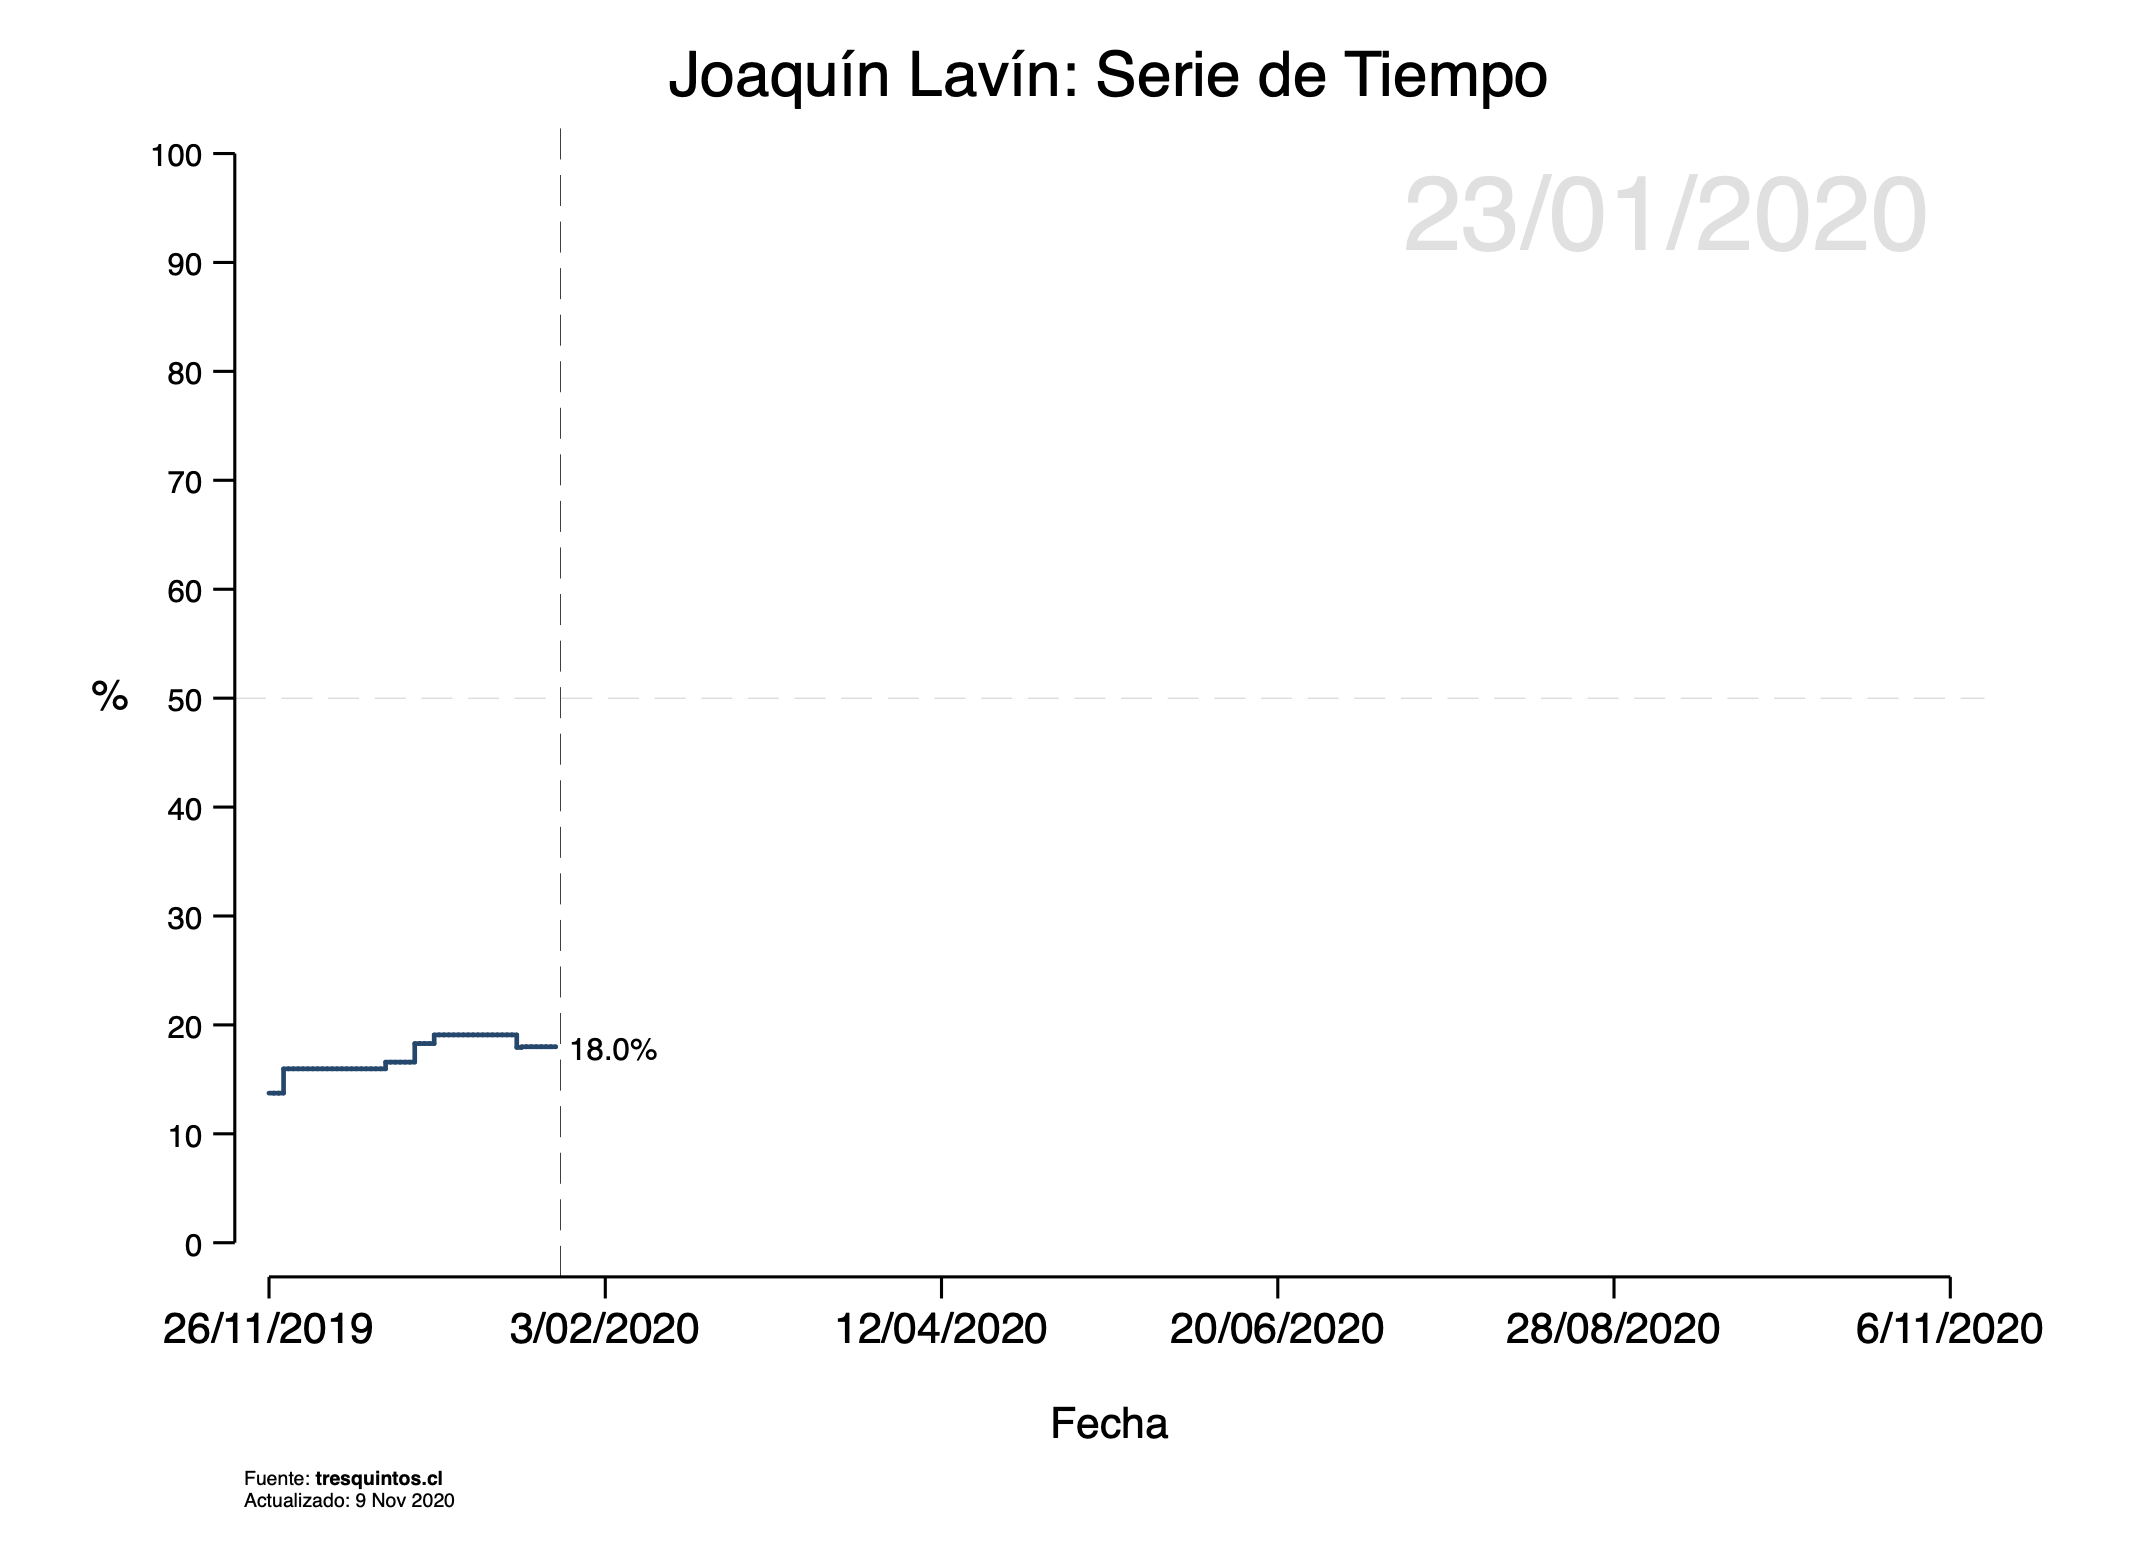 Joaquín Lavín: Serie de Tiempo
23/01/2020
100
90
80
70
60
50
40
30
20
10
0
%
18.0%
26/11/2019 3/02/2020 12/04/2020 20/06/2020 28/08/2020 6/11/2020
Fecha
Fuente: tresquintos.cl
Actualizado: 9 Nov 2020